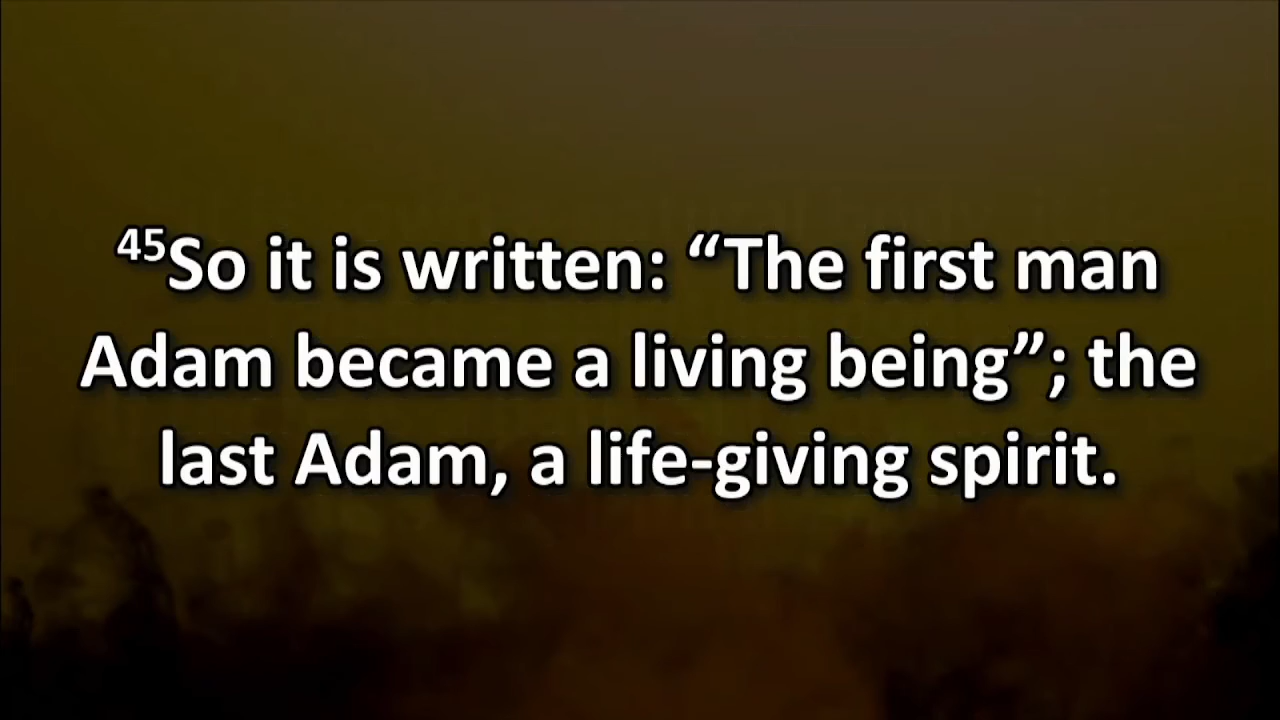 45So it is written: “The first man
Adam became a living being”; the
last Adam, a life-giving spirit.